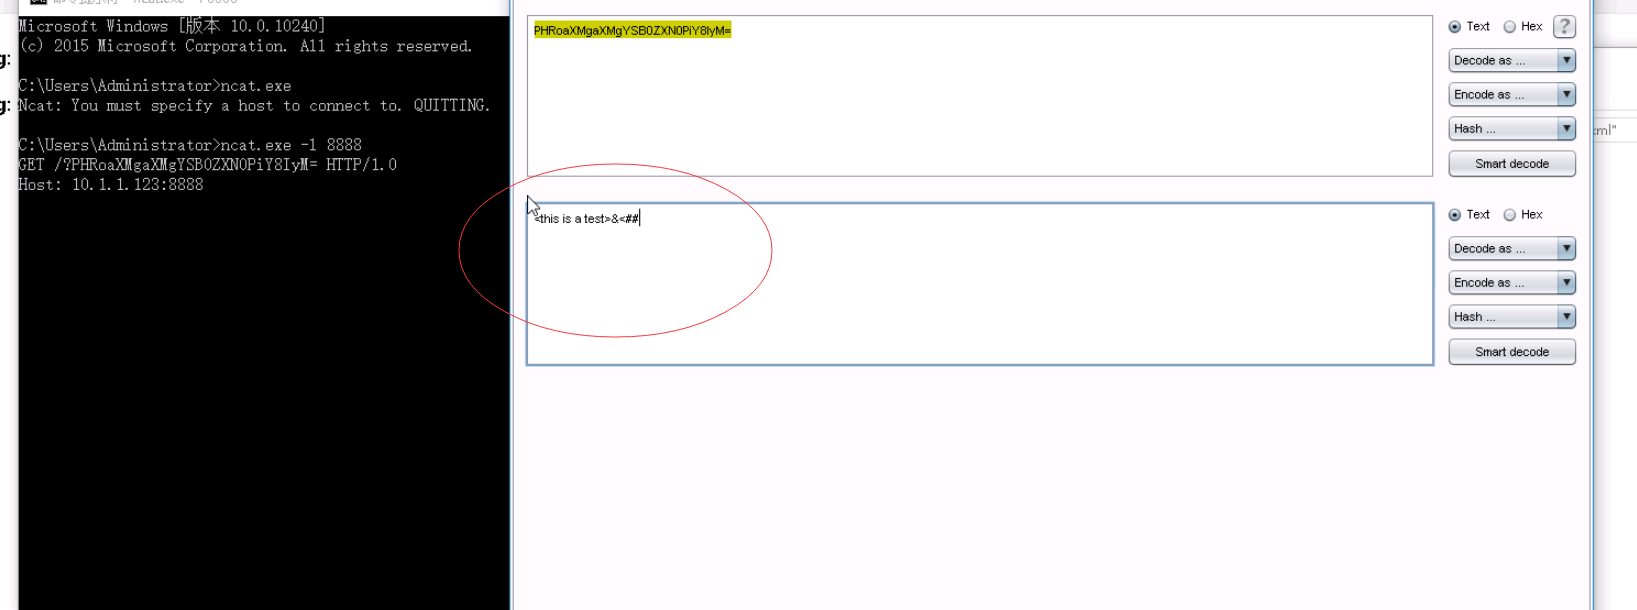 Microsoft Windows [版本 10.0.10240]
(c) 2015 Microsoft Corporation. All rights reserved.
C:\Users\Administrator>ncat.exe
Ncat: You must specify a host to connect to. QUITTING.
C:\Users\Administrator>ncat.exe -l 8888
GET /?PHRoaXMgaXMgYSB0ZXN0PiY8IyM= HTTP/1.0
Host: 10.1.1.123:8888
g:
g:
PHRoaXMgaXMgYSB0ZXN0PiY8IyM=
Text
Hex
?
Decode as ...
Encode as ...
Hash ...
Smart decode
<this is a test>&<##
Text
Hex
Decode as ...
Encode as ...
Hash ...
Smart decode
xml"